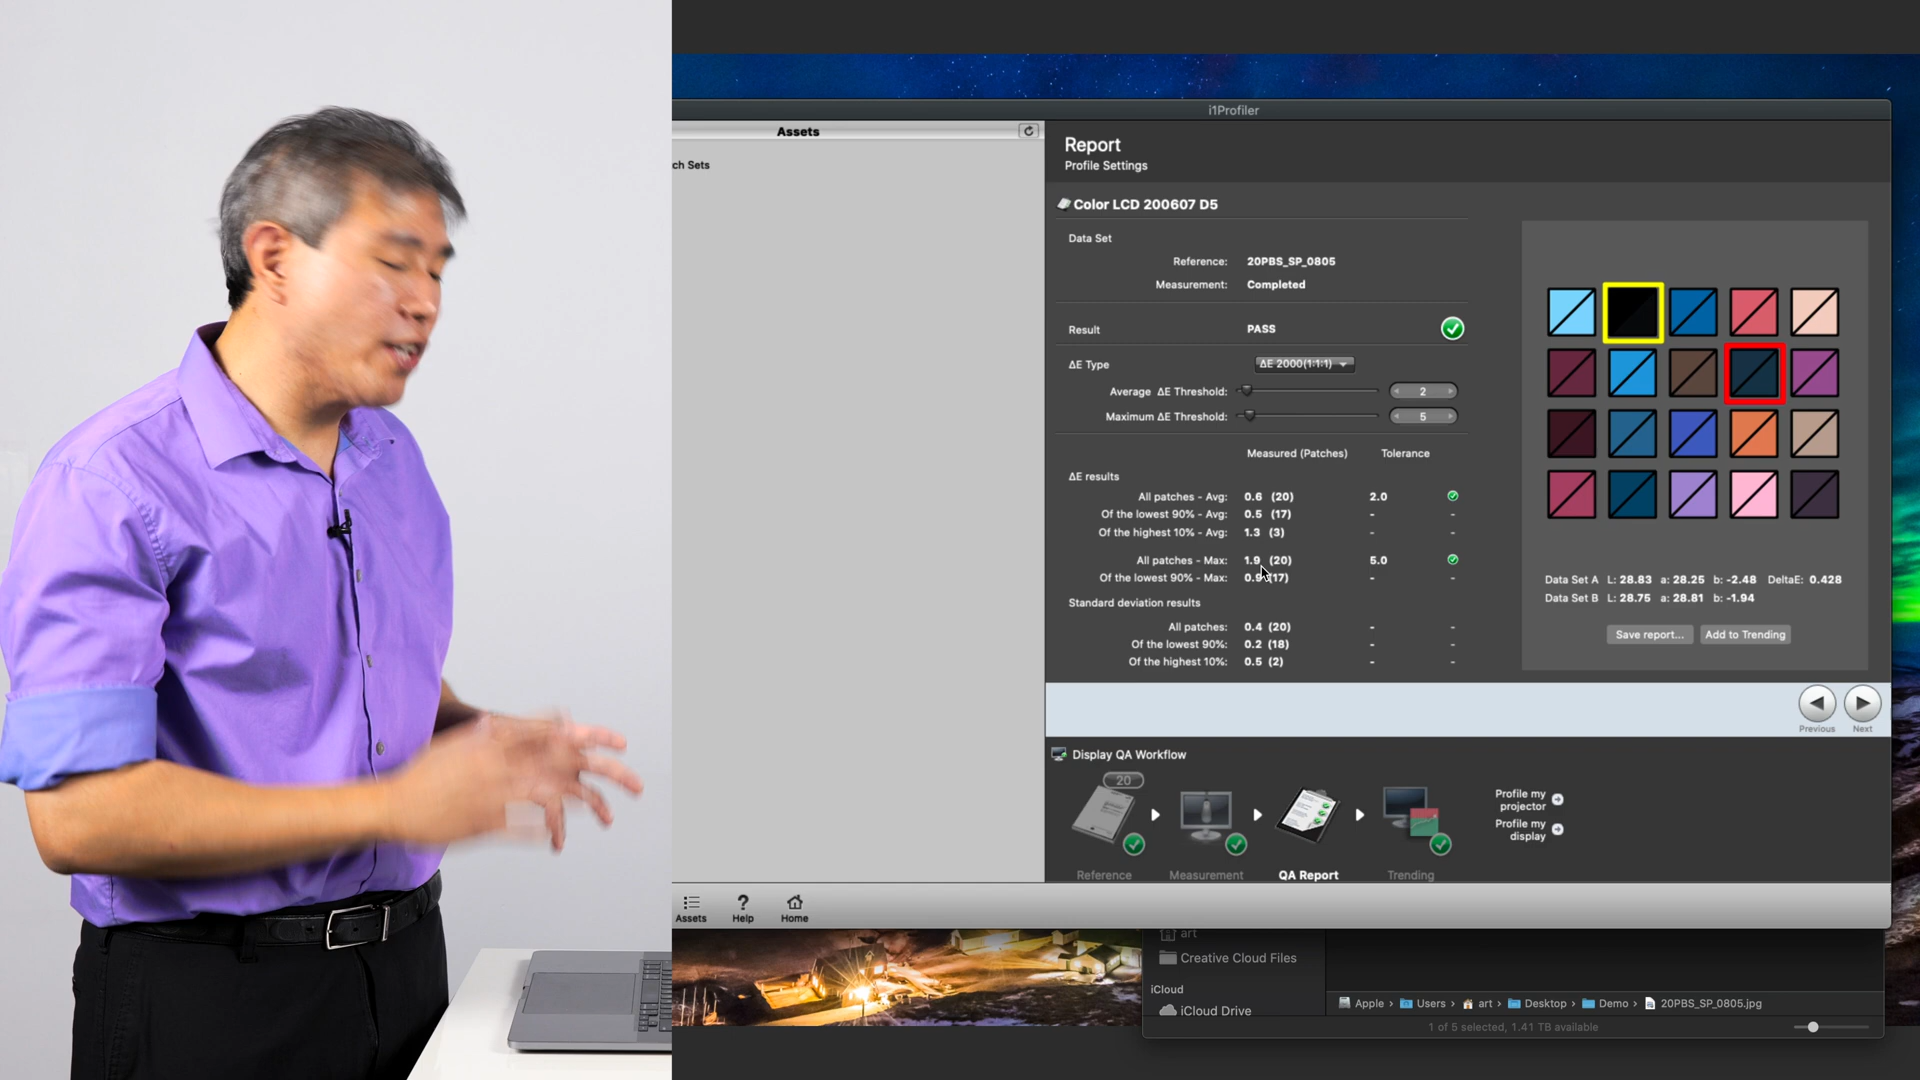 i1Profiler
Assets
ch Sets
Report
Profile Settings
Color LCD 200607 D5
Data Set
Reference: 20PBS_SP_0805
Measurement: Completed
Result PASS
ΔE Type ΔE 2000(1:1:1)
Average ΔE Threshold: 2
Maximum ΔE Threshold: 5
Measured (Patches) Tolerance
ΔE results
All patches - Avg: 0.6 (20) 2.0
Of the lowest 90% - Avg: 0.5 (17) - -
Of the highest 10% - Avg: 1.3 (3) - -
All patches - Max: 1.9 (20) 5.0
Of the lowest 90% - Max: 0.9 (17) - -
Standard deviation results
All patches: 0.4 (20) - -
Of the lowest 90%: 0.2 (18) - -
Of the highest 10%: 0.5 (2) - -
Data Set A L: 28.83 a: 28.25 b: -2.48 DeltaE: 0.428
Data Set B L: 28.75 a: 28.81 b: -1.94
Save report... Add to Trending
Previous Next
Display QA Workflow
20
Reference Measurement QA Report Trending
Profile my
projector
Profile my
display
Assets Help Home
art
Creative Cloud Files
iCloud
iCloud Drive
Apple › Users › art › Desktop › Demo › 20PBS_SP_0805.jpg
1 of 5 selected, 1.41 TB available